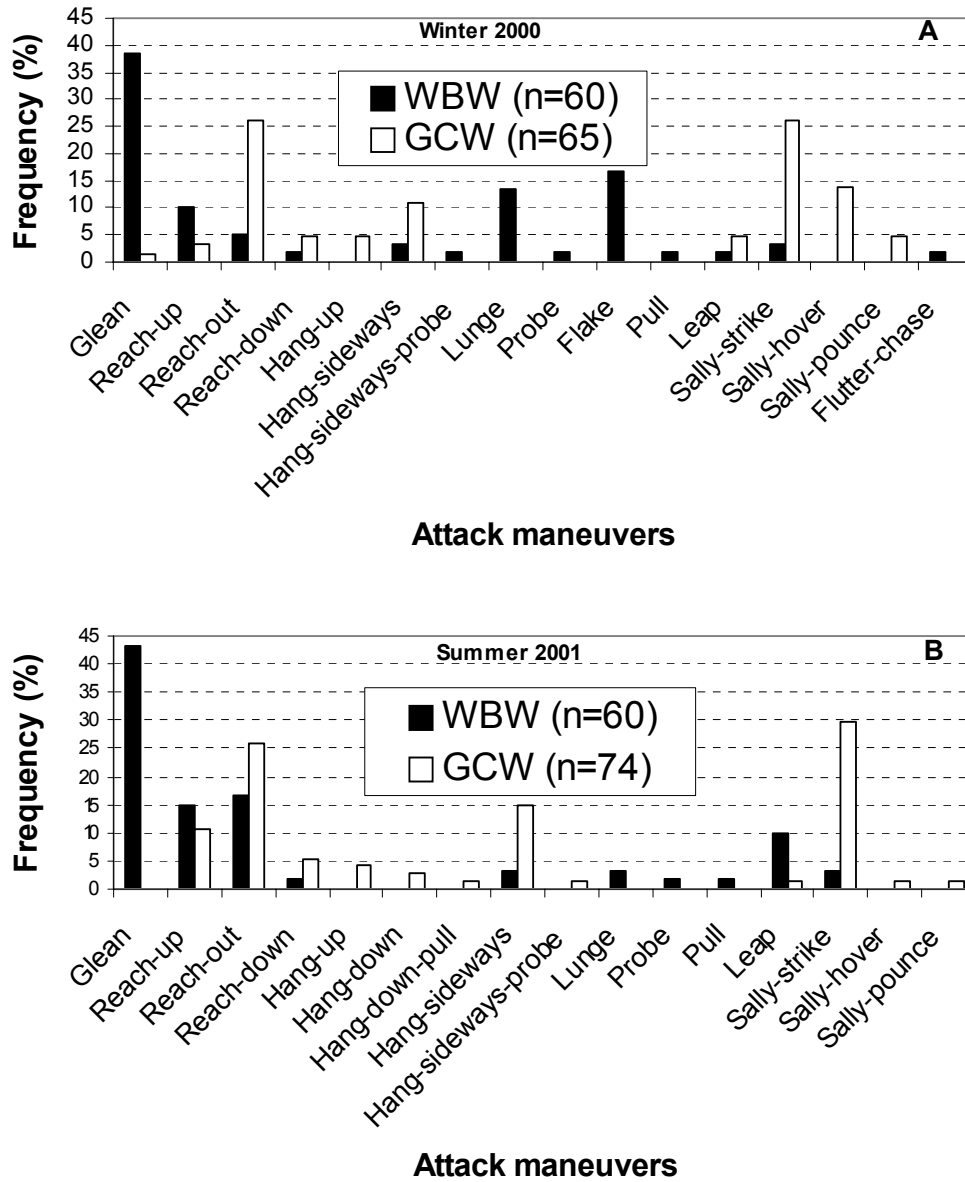 Winter 2000
A
Frequency (%)
45
40
35
30
25
20
15
10
5
0
WBW (n=60)
GCW (n=65)
Glean
Reach-up
Reach-out
Reach-down
Hang-up
Hang-sideways
Hang-sideways-probe
Lunge
Probe
Flake
Pull
Leap
Sally-strike
Sally-hover
Sally-pounce
Flutter-chase
Attack maneuvers
Summer 2001
B
Frequency (%)
45
40
35
30
25
20
15
10
5
0
WBW (n=60)
GCW (n=74)
Glean
Reach-up
Reach-out
Reach-down
Hang-up
Hang-down
Hang-down-pull
Hang-sideways
Hang-sideways-probe
Lunge
Probe
Pull
Leap
Sally-strike
Sally-hover
Sally-pounce
Attack maneuvers